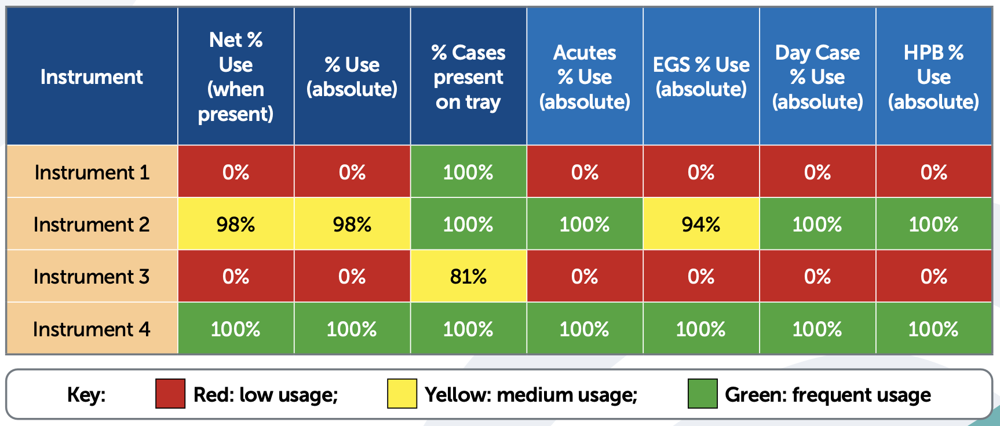 Instrument
Net %
Use
(when
present)
% Use
(absolute)
% Cases
present
on tray
Acutes
% Use
(absolute)
EGS % Use
(absolute)
Day Case
% Use
(absolute)
HPB %
Use
(absolute)
Instrument 1 0% 0% 100% 0% 0% 0% 0%
Instrument 2 98% 98% 100% 100% 94% 100% 100%
Instrument 3 0% 0% 81% 0% 0% 0% 0%
Instrument 4 100% 100% 100% 100% 100% 100% 100%
Key: Red: low usage; Yellow: medium usage; Green: frequent usage